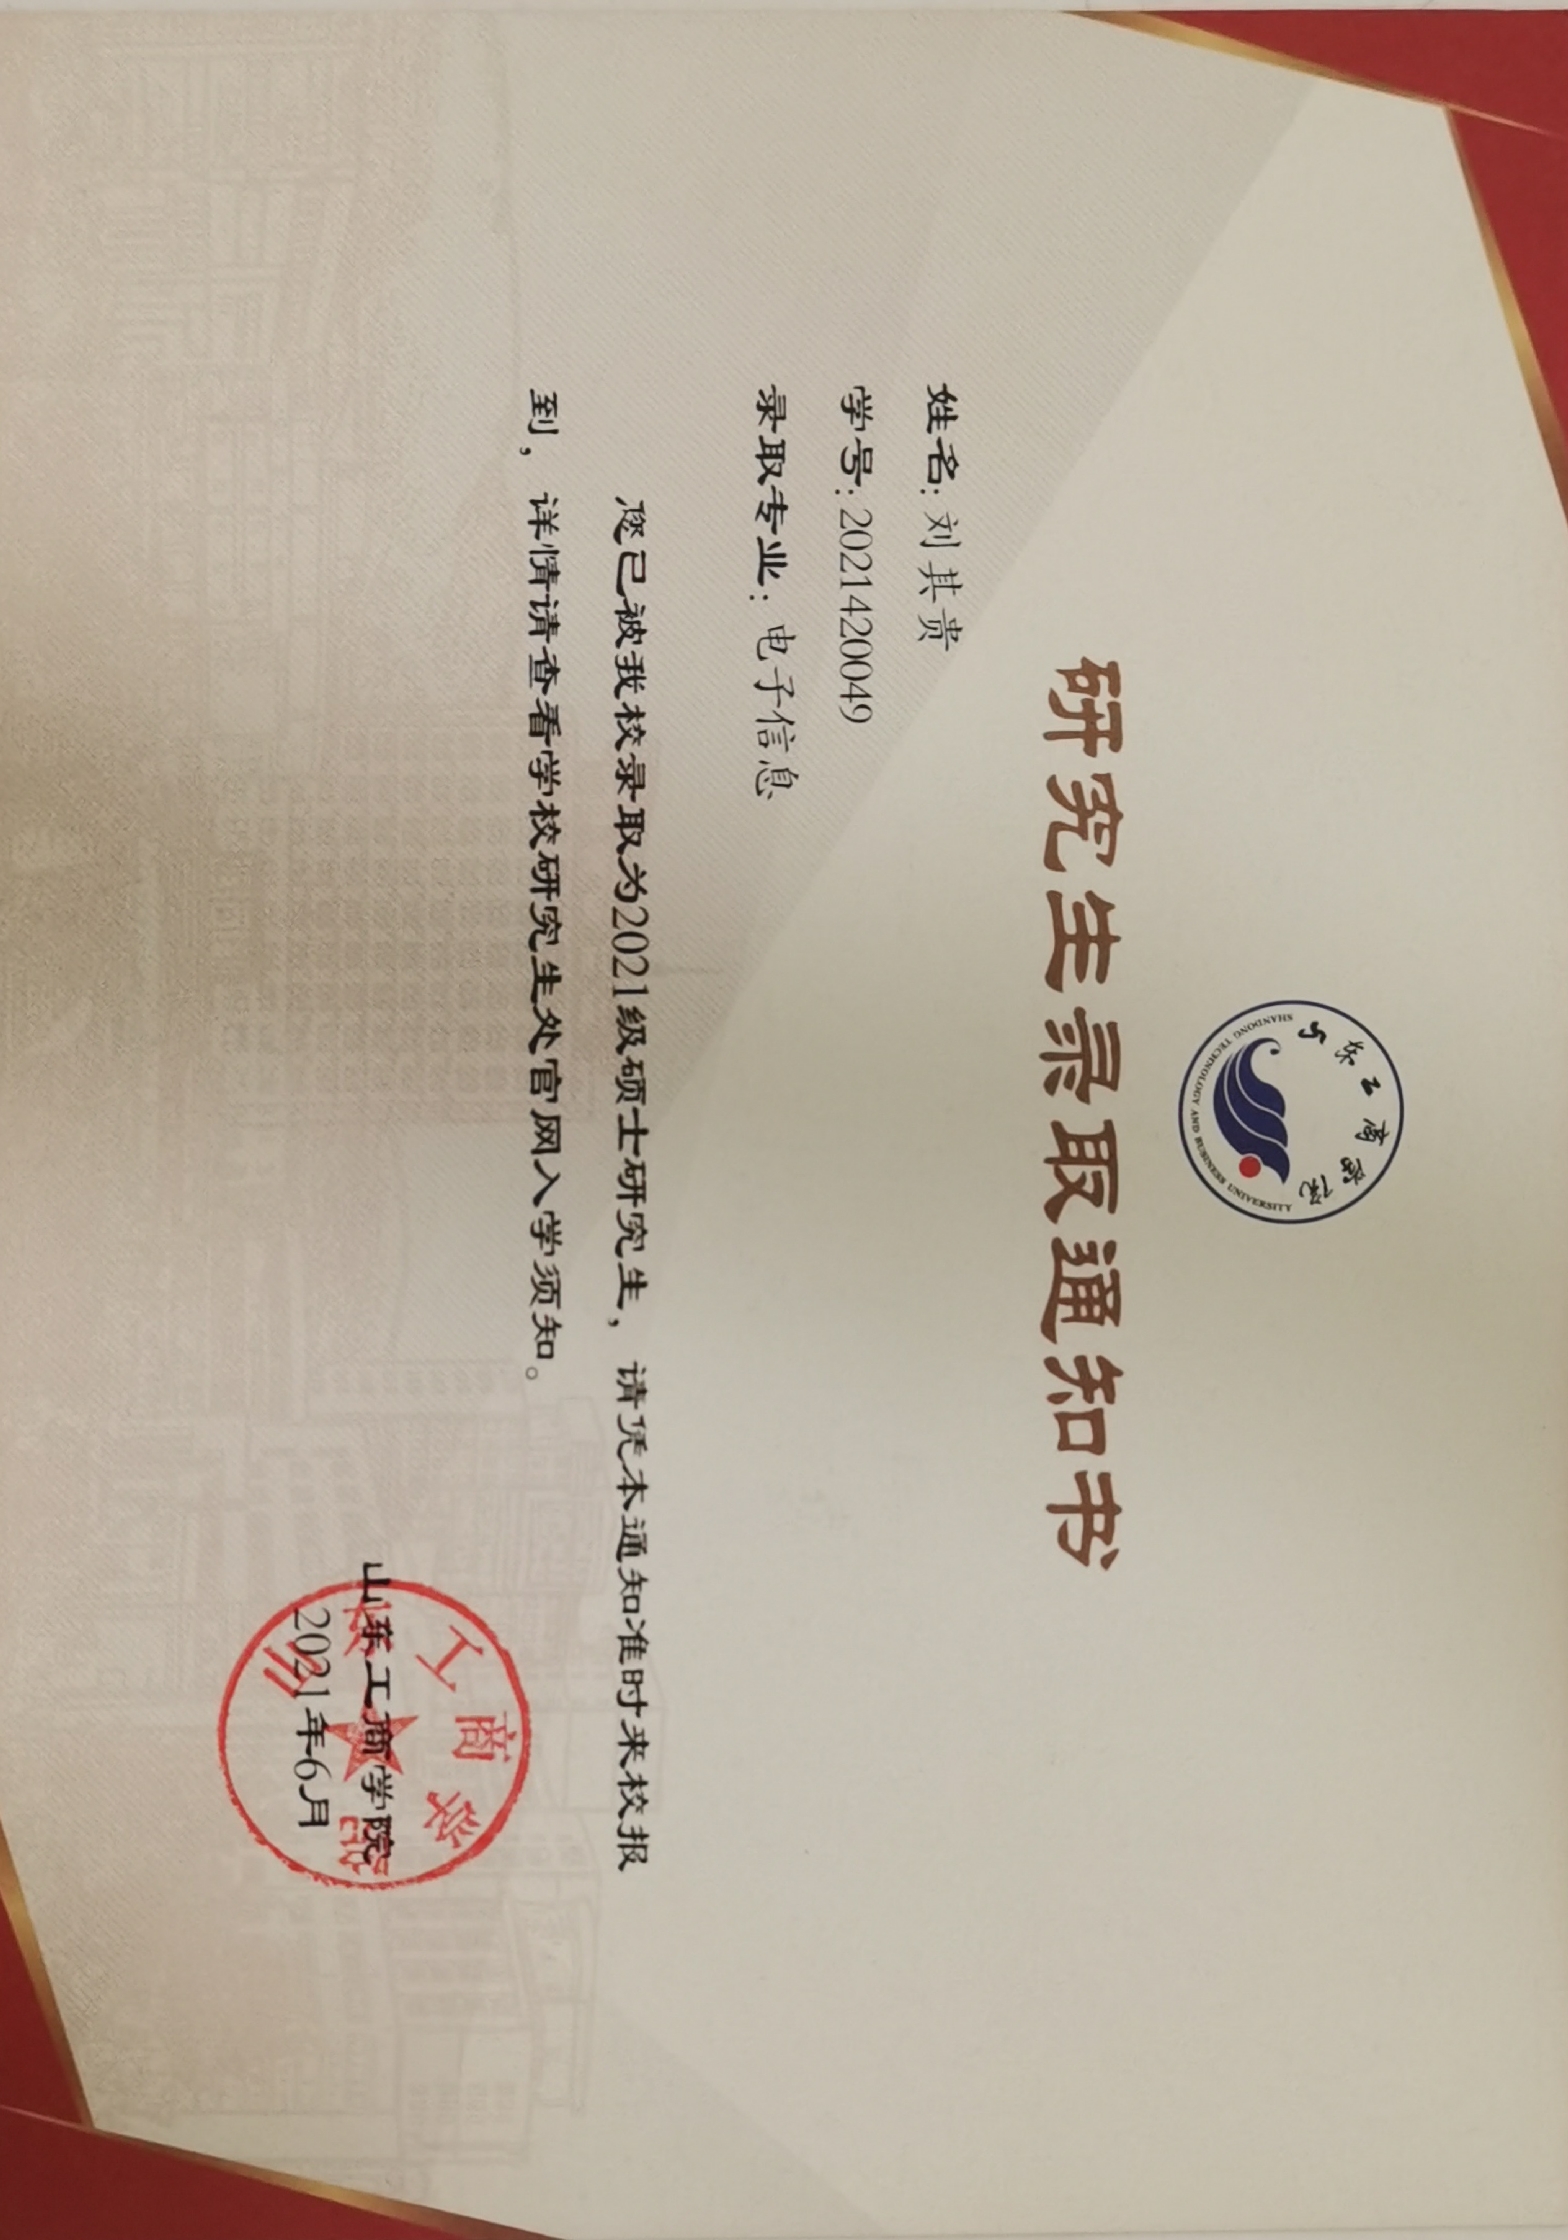 山东工商学院
SHANDONG TECHNOLOGY AND BUSINESS UNIVERSITY
研究生录取通知书
姓名：刘其贵
学号：2021420049
录取专业：电子信息
您已被我校录取为2021级硕士研究生，请凭本通知准时来校报
到，详情请查看学校研究生处官网入学须知。
山东工商学院
2021年6月
山东工商学院